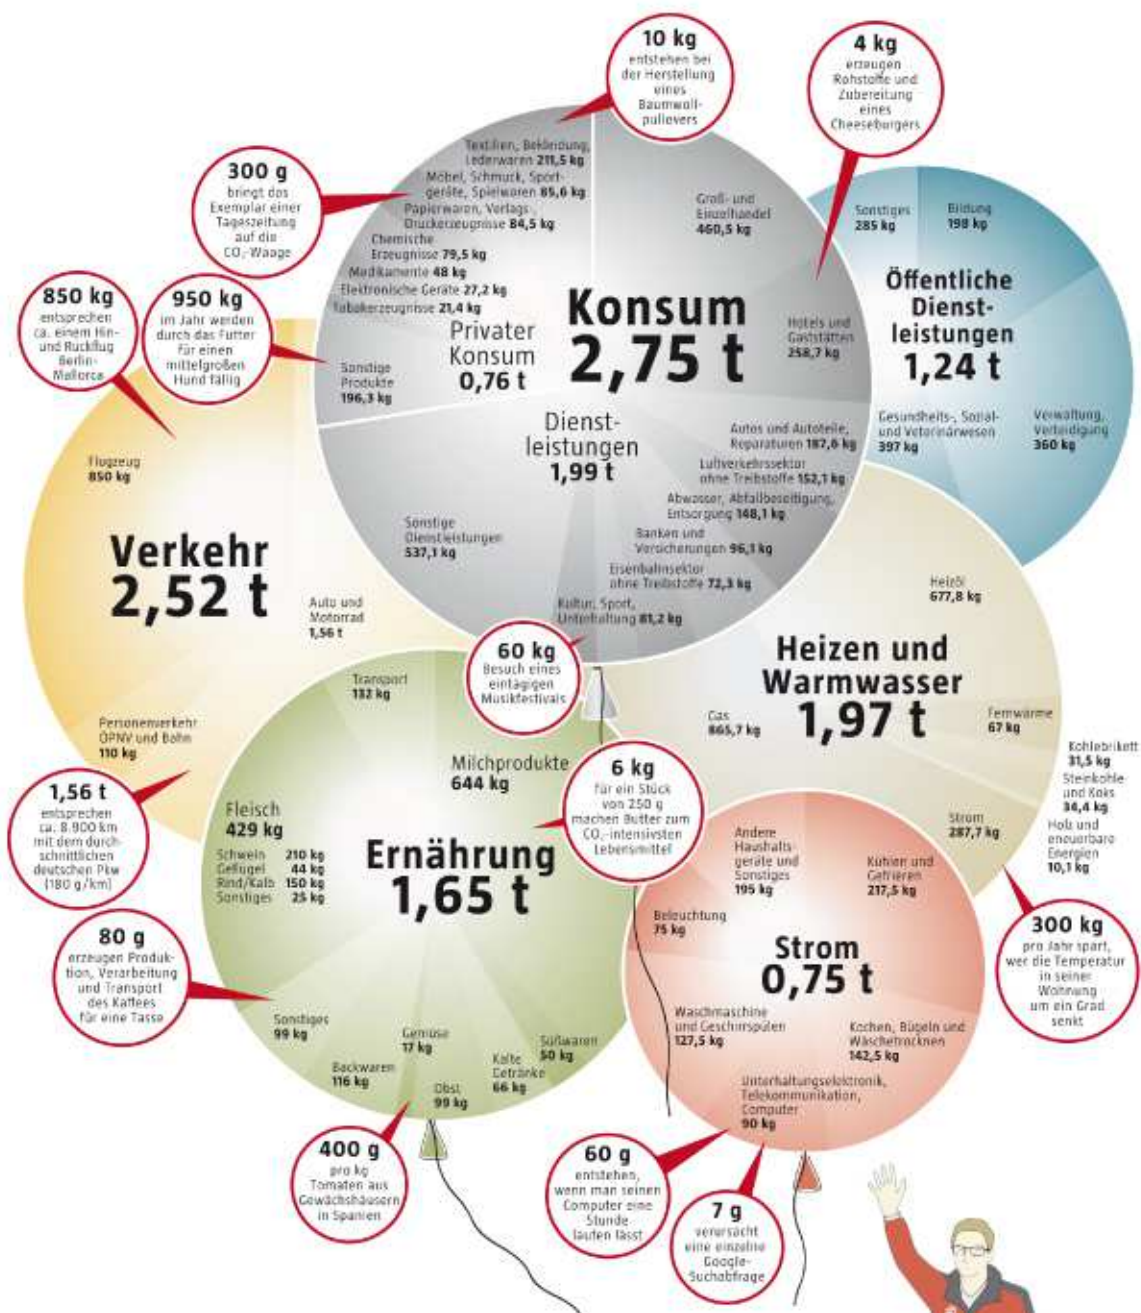 10 kg
entstehen bei
der Herstellung
eines
Baumwoll-
pullovers
4 kg
erzeugen
Rohstoffe und
Zubereitung
eines
Cheeseburgers
300 g
bringt das
Exemplar einer
Tageszeitung
auf die
CO₂-Waage
850 kg
entsprechen
ca. einem Hin-
und Rückflug
Berlin-
Mallorca
950 kg
im Jahr werden
durch das Futter
für einen
mittelgroßen
Hund fällig
Textilien, Bekleidung,
Lederwaren 211,5 kg
Möbel, Schmuck, Sport-
geräte, Spielwaren 85,6 kg
Papierwaren, Verlags
Druckerzeugnisse 84,5 kg
Chemische
Erzeugnisse 79,5 kg
Medikamente 48 kg
Elektronische Geräte 27,2 kg
Tabakerzeugnisse 21,4 kg
Privater
Konsum
0,76 t
Sonstige
Produkte
196,3 kg
Konsum
2,75 t
Groß- und
Einzelhandel
460,5 kg
Hotels und
Gaststätten
258,7 kg
Dienst-
leistungen
1,99 t
Autos und Autoteile,
Reparaturen 187,6 kg
Luftverkehrssektor
ohne Treibstoffe 152,1 kg
Abwasser, Abfallbeseitigung,
Entsorgung 148,1 kg
Banken und
Versicherungen 96,1 kg
Eisenbahnsektor
ohne Treibstoffe 72,3 kg
Kultur, Sport,
Unterhaltung 81,2 kg
Sonstige
Dienstleistungen
537,1 kg
60 kg
Besuch eines
eintägigen
Musikfestivals
Sonstiges
285 kg
Bildung
198 kg
Öffentliche
Dienst-
leistungen
1,24 t
Gesundheits-, Sozial-
und Veterinärwesen
397 kg
Verwaltung,
Verteidigung
360 kg
Flugzeug
850 kg
Verkehr
2,52 t
Auto und
Motorrad
1,56 t
Personenverkehr
ÖPNV und Bahn
110 kg
1,56 t
entsprechen
ca. 8.900 km
mit dem durch-
schnittlichen
deutschen Pkw
(180 g/km)
Heizöl
677,8 kg
Heizen und
Warmwasser
1,97 t
Gas
865,7 kg
Fernwärme
67 kg
Kohlebrikett
31,5 kg
Steinkohle
und Koks
34,4 kg
Holz und
erneuerbare
Energien
10,1 kg
Strom
287,7 kg
300 kg
pro Jahr spart,
wer die Temperatur
in seiner
Wohnung
um ein Grad
senkt
Transport
132 kg
Milchprodukte
644 kg
6 kg
für ein Stück
von 250 g
machen Butter zum
CO₂-intensivsten
Lebensmittel
Fleisch
429 kg
Schwein 210 kg
Geflügel 44 kg
Rind/Kalb 150 kg
Sonstiges 25 kg
Ernährung
1,65 t
80 g
erzeugen Produk-
tion, Verarbeitung
und Transport
des Kaffees
für eine Tasse
Sonstiges
99 kg
Backwaren
116 kg
Gemüse
17 kg
Obst
99 kg
Kalte
Getränke
66 kg
Süßwaren
50 kg
400 g
pro kg
Tomaten aus
Gewächshäusern
in Spanien
Andere
Haushalts-
geräte und
Sonstiges
195 kg
Kühlen und
Gefrieren
217,5 kg
Beleuchtung
75 kg
Strom
0,75 t
Waschmaschine
und Geschirrspülen
127,5 kg
Kochen, Bügeln und
Wäschetrocknen
142,5 kg
Unterhaltungselektronik,
Telekommunikation,
Computer
90 kg
60 g
entstehen,
wenn man seinen
Computer eine
Stunde
laufen lässt
7 g
verursacht
eine einzelne
Google-
Suchabfrage